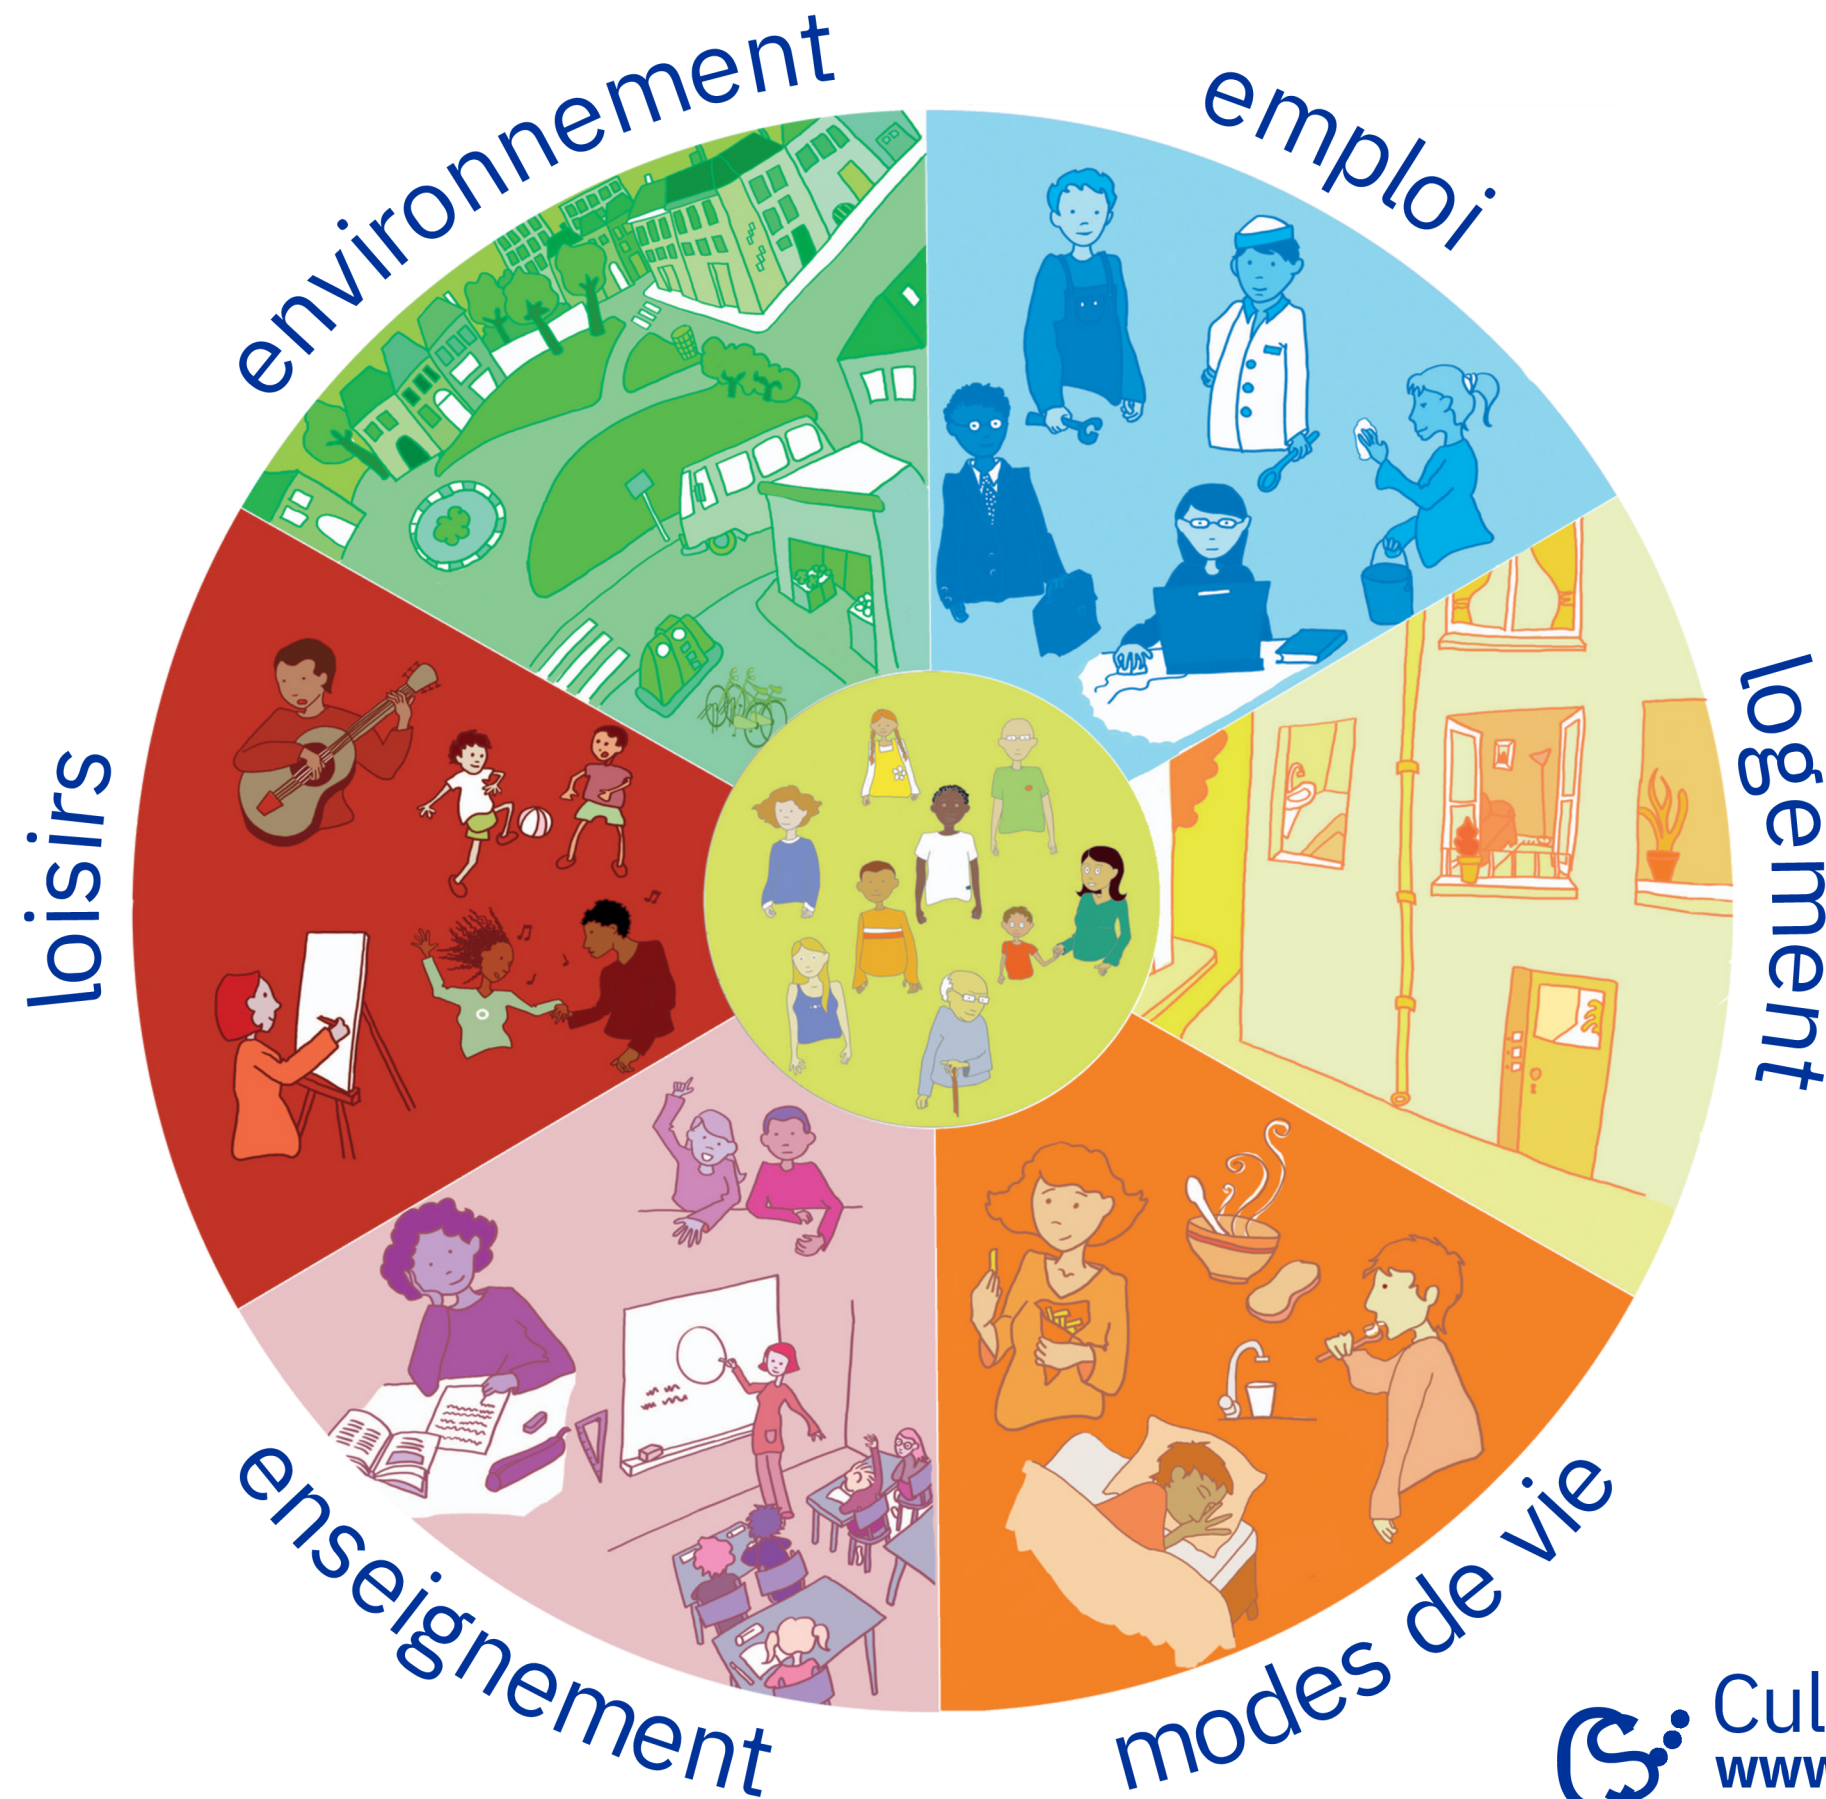 environnement
emploi
logement
modes de vie
enseignement
loisirs
Cul
www